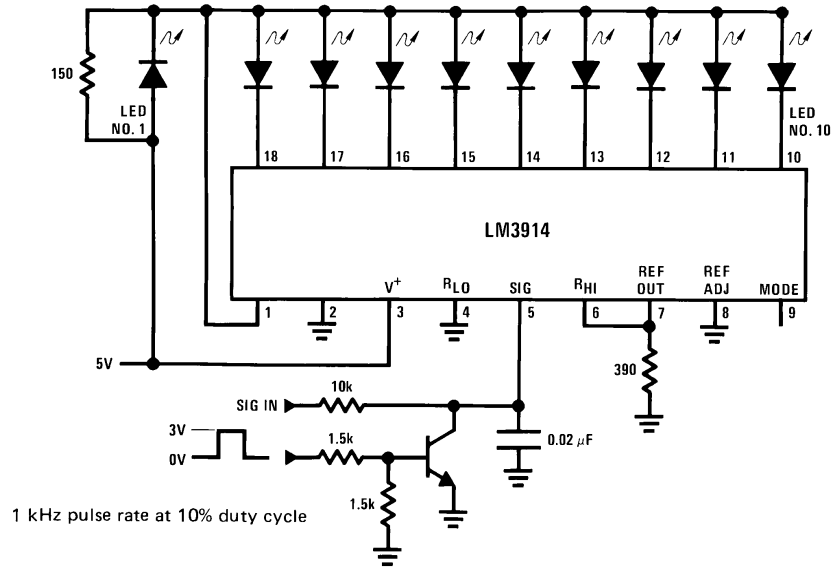 150
LED
NO. 1
LED
NO. 10
18 17 16 15 14 13 12 11 10
LM3914
V+ RLO SIG RHI REF OUT REF ADJ MODE
1 2 3 4 5 6 7 8 9
5V
390
10k
SIG IN
3V
0V
1.5k
0.02 μF
1.5k
1 kHz pulse rate at 10% duty cycle